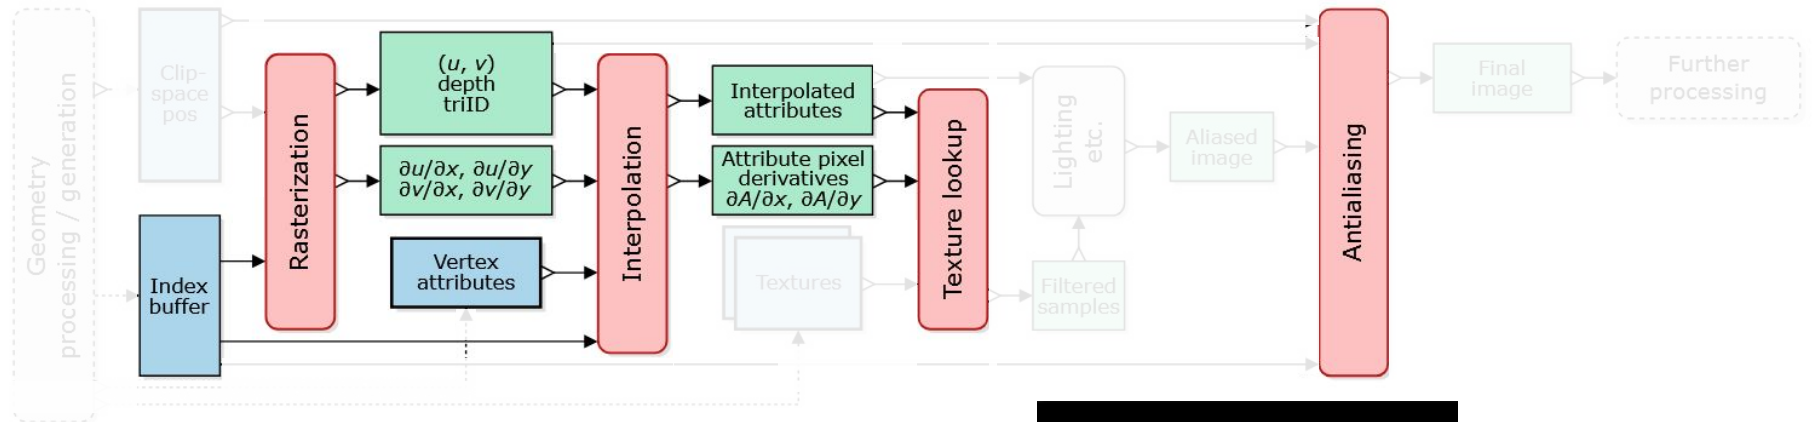 Geometry
processing / generation
Clip-
space
pos
Index
buffer
Rasterization
(u, v)
depth
triID
∂u/∂x, ∂u/∂y
∂v/∂x, ∂v/∂y
Vertex
attributes
Interpolation
Interpolated
attributes
Attribute pixel
derivatives
∂A/∂x, ∂A/∂y
Textures
Texture lookup
Lighting
etc.
Filtered
samples
Aliased
image
Antialiasing
Final
image
Further
processing